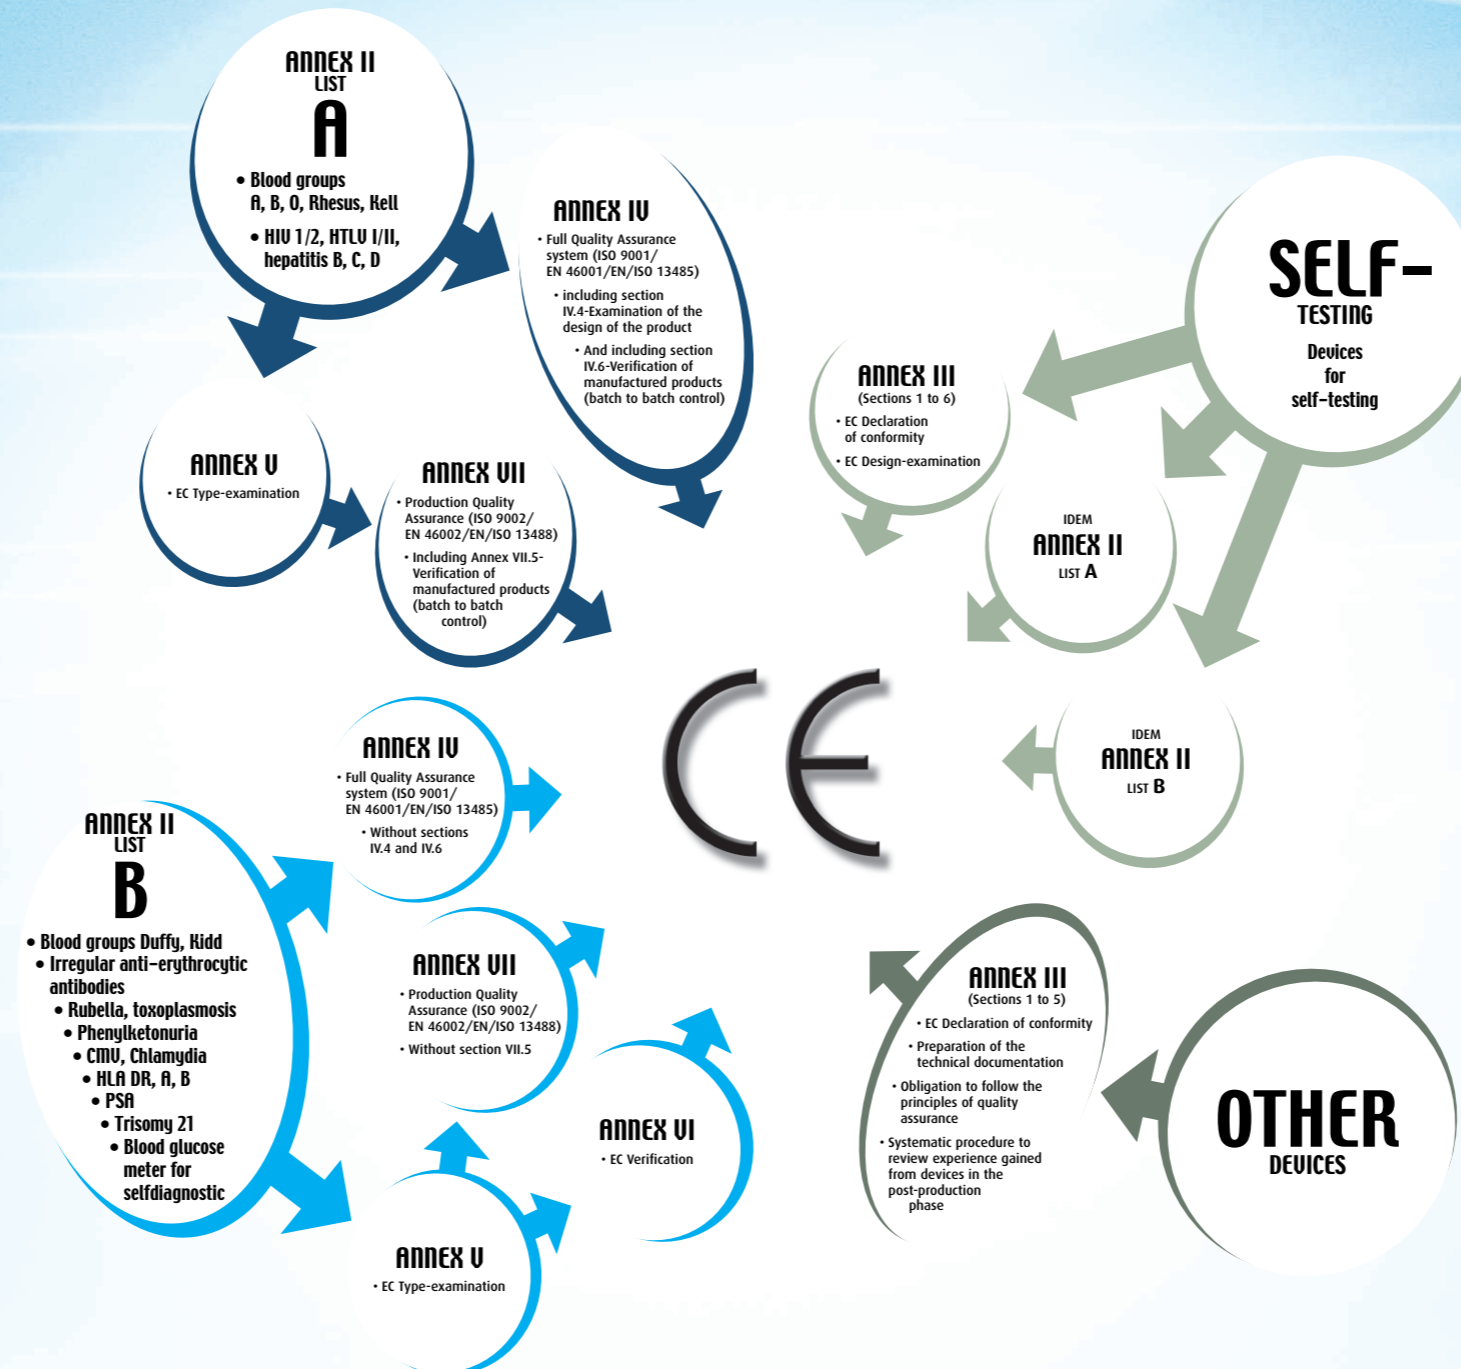 ANNEX II
LIST
A
• Blood groups
A, B, O, Rhesus, Kell
• HIV 1/2, HTLV I/II,
hepatitis B, C, D
ANNEX IV
• Full Quality Assurance
system (ISO 9001/
EN 46001/EN/ISO 13485)
• including section
IV.4-Examination of the
design of the product
• And including section
IV.6-Verification of
manufactured products
(batch to batch control)
ANNEX V
• EC Type-examination
ANNEX VII
• Production Quality
Assurance (ISO 9002/
EN 46002/EN/ISO 13488)
• Including Annex VII.5-
Verification of
manufactured products
(batch to batch
control)
SELF-
TESTING
Devices
for
self-testing
ANNEX III
(Sections 1 to 6)
• EC Declaration
of conformity
• EC Design-examination
IDEM
ANNEX II
LIST A
IDEM
ANNEX II
LIST B
CE
ANNEX II
LIST
B
• Blood groups Duffy, Kidd
• Irregular anti-erythrocytic
antibodies
• Rubella, toxoplasmosis
• Phenylketonuria
• CMV, Chlamydia
• HLA DR, A, B
• PSA
• Trisomy 21
• Blood glucose
meter for
selfdiagnostic
ANNEX IV
• Full Quality Assurance
system (ISO 9001/
EN 46001/EN/ISO 13485)
• Without sections
IV.4 and IV.6
ANNEX VII
• Production Quality
Assurance (ISO 9002/
EN 46002/EN/ISO 13488)
• Without section VII.5
ANNEX VI
• EC Verification
ANNEX V
• EC Type-examination
ANNEX III
(Sections 1 to 5)
• EC Declaration of conformity
• Preparation of the
technical documentation
• Obligation to follow the
principles of quality
assurance
• Systematic procedure to
review experience gained
from devices in the
post-production
phase
OTHER
DEVICES